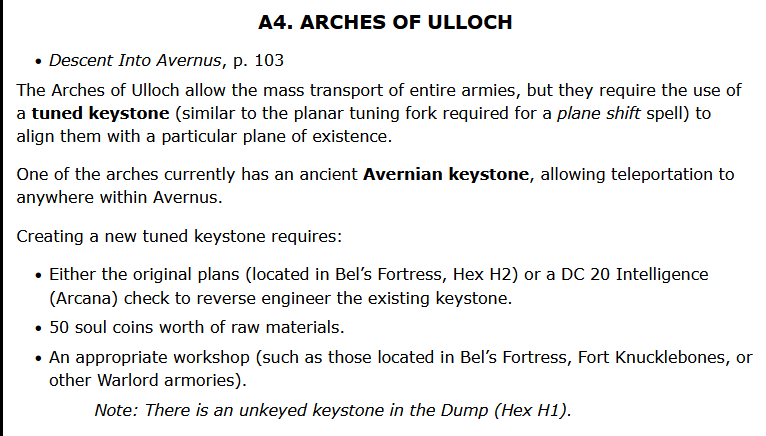 A4. ARCHES OF ULLOCH
• Descent Into Avernus, p. 103
The Arches of Ulloch allow the mass transport of entire armies, but they require the use of
a tuned keystone (similar to the planar tuning fork required for a plane shift spell) to
align them with a particular plane of existence.
One of the arches currently has an ancient Avernian keystone, allowing teleportation to
anywhere within Avernus.
Creating a new tuned keystone requires:
• Either the original plans (located in Bel’s Fortress, Hex H2) or a DC 20 Intelligence
(Arcana) check to reverse engineer the existing keystone.
• 50 soul coins worth of raw materials.
• An appropriate workshop (such as those located in Bel’s Fortress, Fort Knucklebones, or
other Warlord armories).
Note: There is an unkeyed keystone in the Dump (Hex H1).